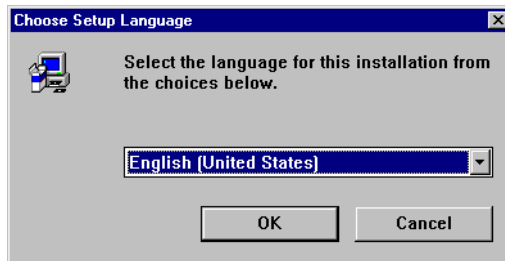 Choose Setup Language
Select the language for this installation from
the choices below.
English (United States)
OK
Cancel